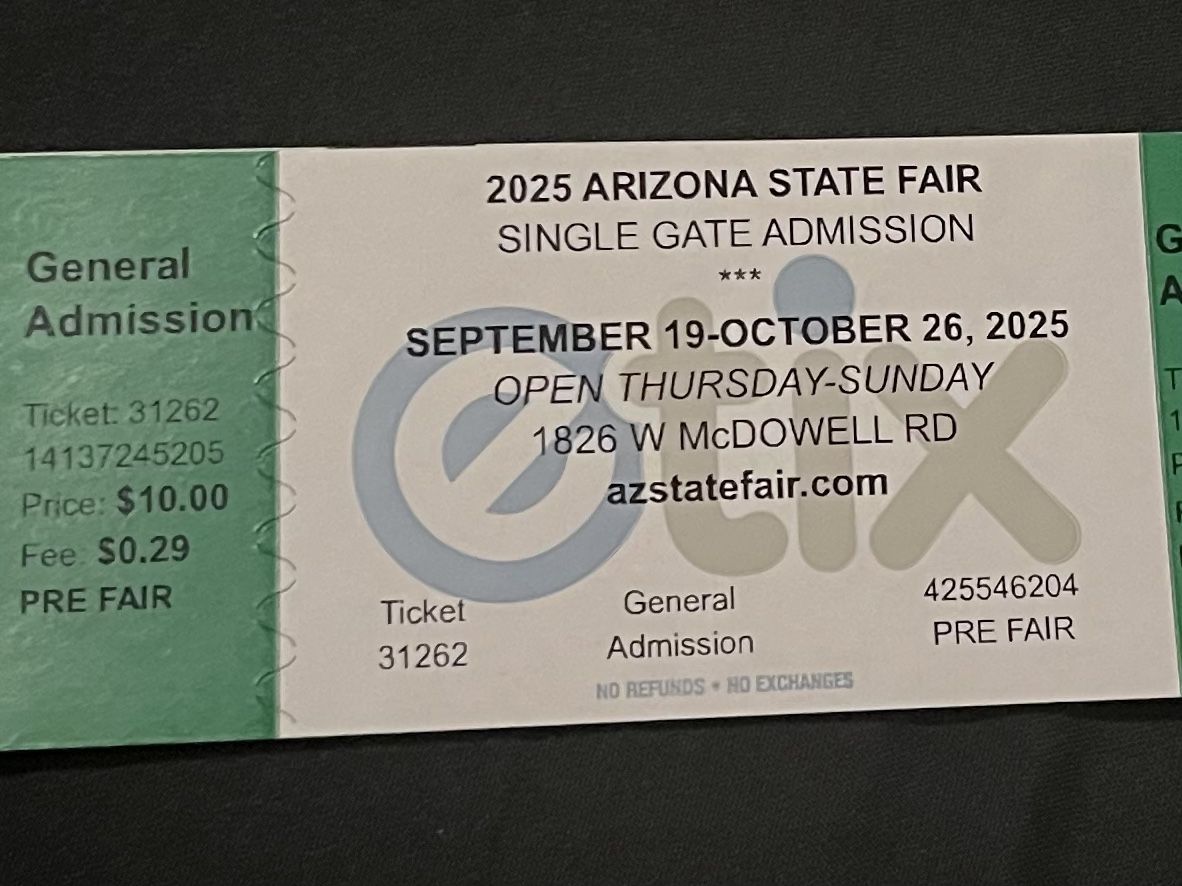 General
Admission
Ticket: 31262
14137245205
Price: $10.00
Fee $0.29
PRE FAIR
2025 ARIZONA STATE FAIR
SINGLE GATE ADMISSION
***
SEPTEMBER 19-OCTOBER 26, 2025
OPEN THURSDAY-SUNDAY
1826 W McDOWELL RD
azstatefair.com
etix
Ticket
31262
General
Admission
425546204
PRE FAIR
NO REFUNDS • NO EXCHANGES
G
A
T
1
P